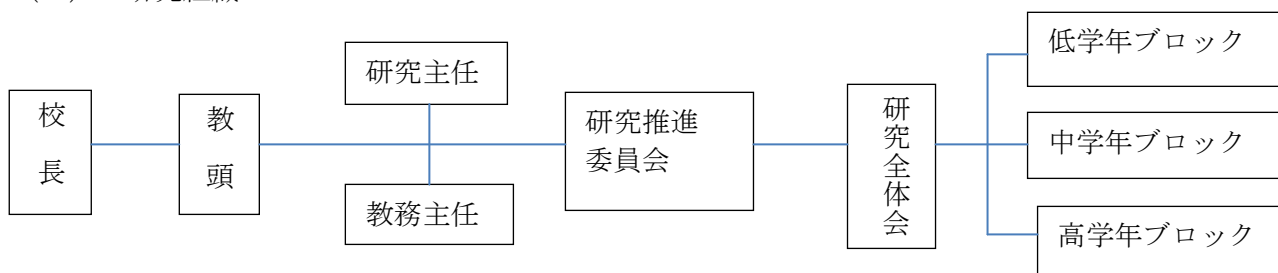 校長
教頭
研究主任
教務主任
研究推進
委員会
研究全体会
低学年ブロック
中学年ブロック
高学年ブロック